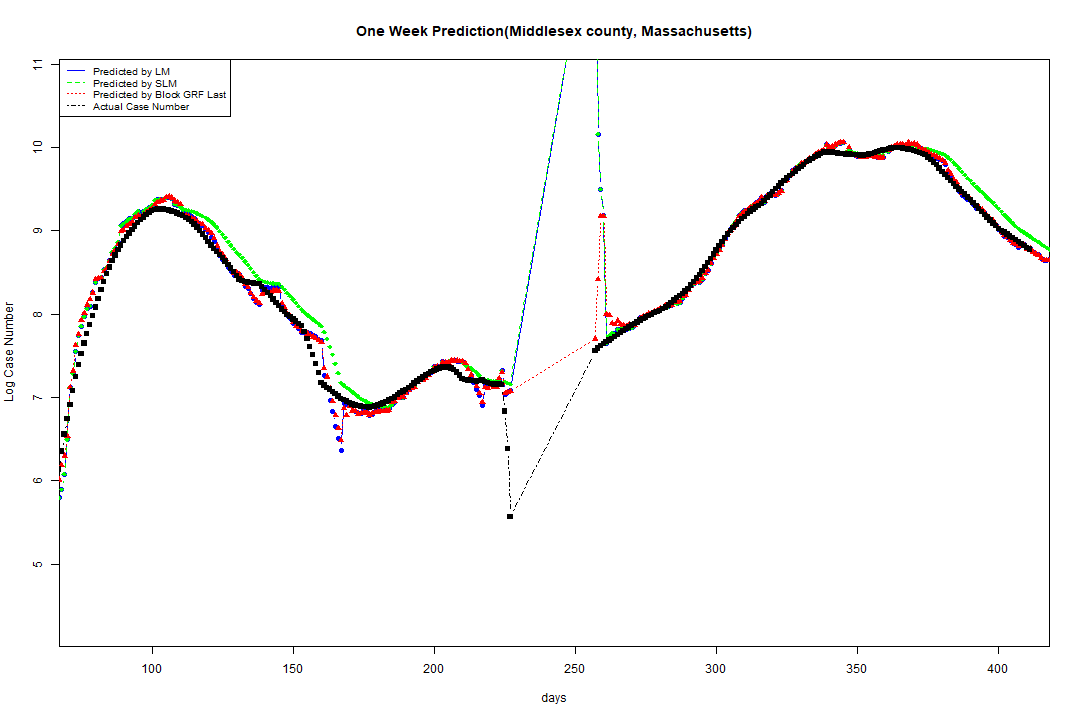 One Week Prediction(Middlesex county, Massachusetts)
11
10
9
8
7
6
5
Log Case Number
Predicted by LM
Predicted by SLM
Predicted by Block GRF Last
Actual Case Number
100 150 200 250 300 350 400
days